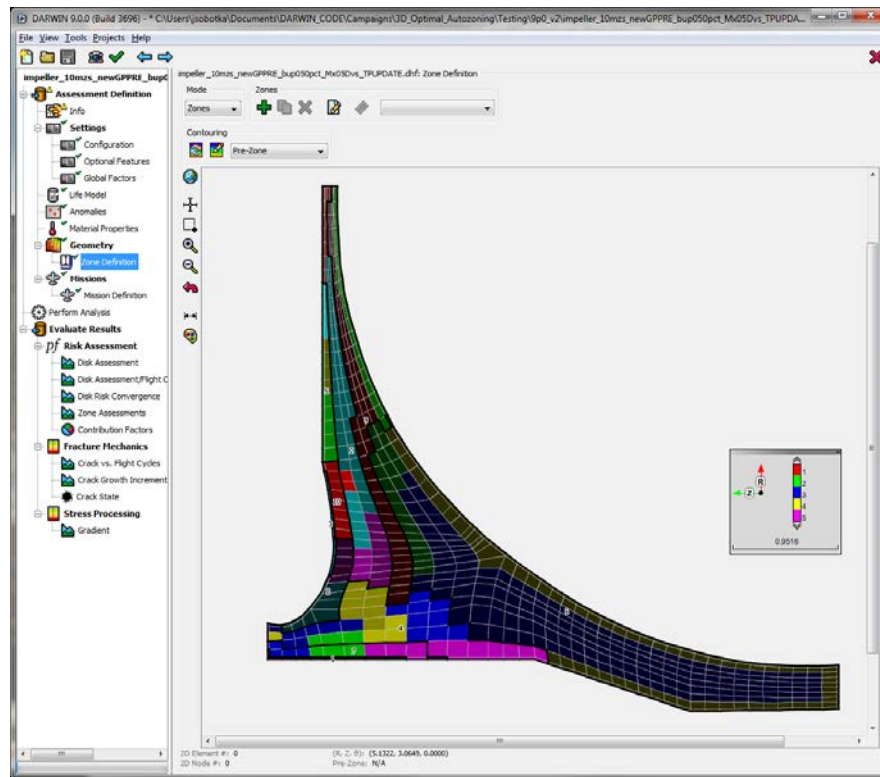 DARWIN 9.0.0 (Build 3696) - * C:\Users\jsobotka\Documents\DARWIN_CODE\Campaigns\3D_Optimal_Autozoning\Testing\9p0_v2\impeller_10mzs_newGPPRE_bup050pct_Mx05Dvs_TPUPDA...
File View Tools Projects Help
impeller_10mzs_newGPPRE_bup0
impeller_10mzs_newGPPRE_bup050pct_Mx05Dvs_TPUPDATE.dhf: Zone Definition
Assessment Definition
Info
Settings
Configuration
Optional Features
Global Factors
Life Model
Anomalies
Material Properties
Geometry
Zone Definition
Missions
Mission Definition
Perform Analysis
Evaluate Results
pf Risk Assessment
Disk Assessment
Disk Assessment/Flight C
Disk Risk Convergence
Zone Assessments
Contribution Factors
Fracture Mechanics
Crack vs. Flight Cycles
Crack Growth Increment
Crack State
Stress Processing
Gradient
Mode
Zones
Zones
Contouring
Pre-Zone
R
Z
1
2
3
4
5
0.9516
4
2D Element #: 0
(R, Z, θ): (5.1322, 3.0649, 0.0000)
2D Node #: 0
Pre-Zone: N/A